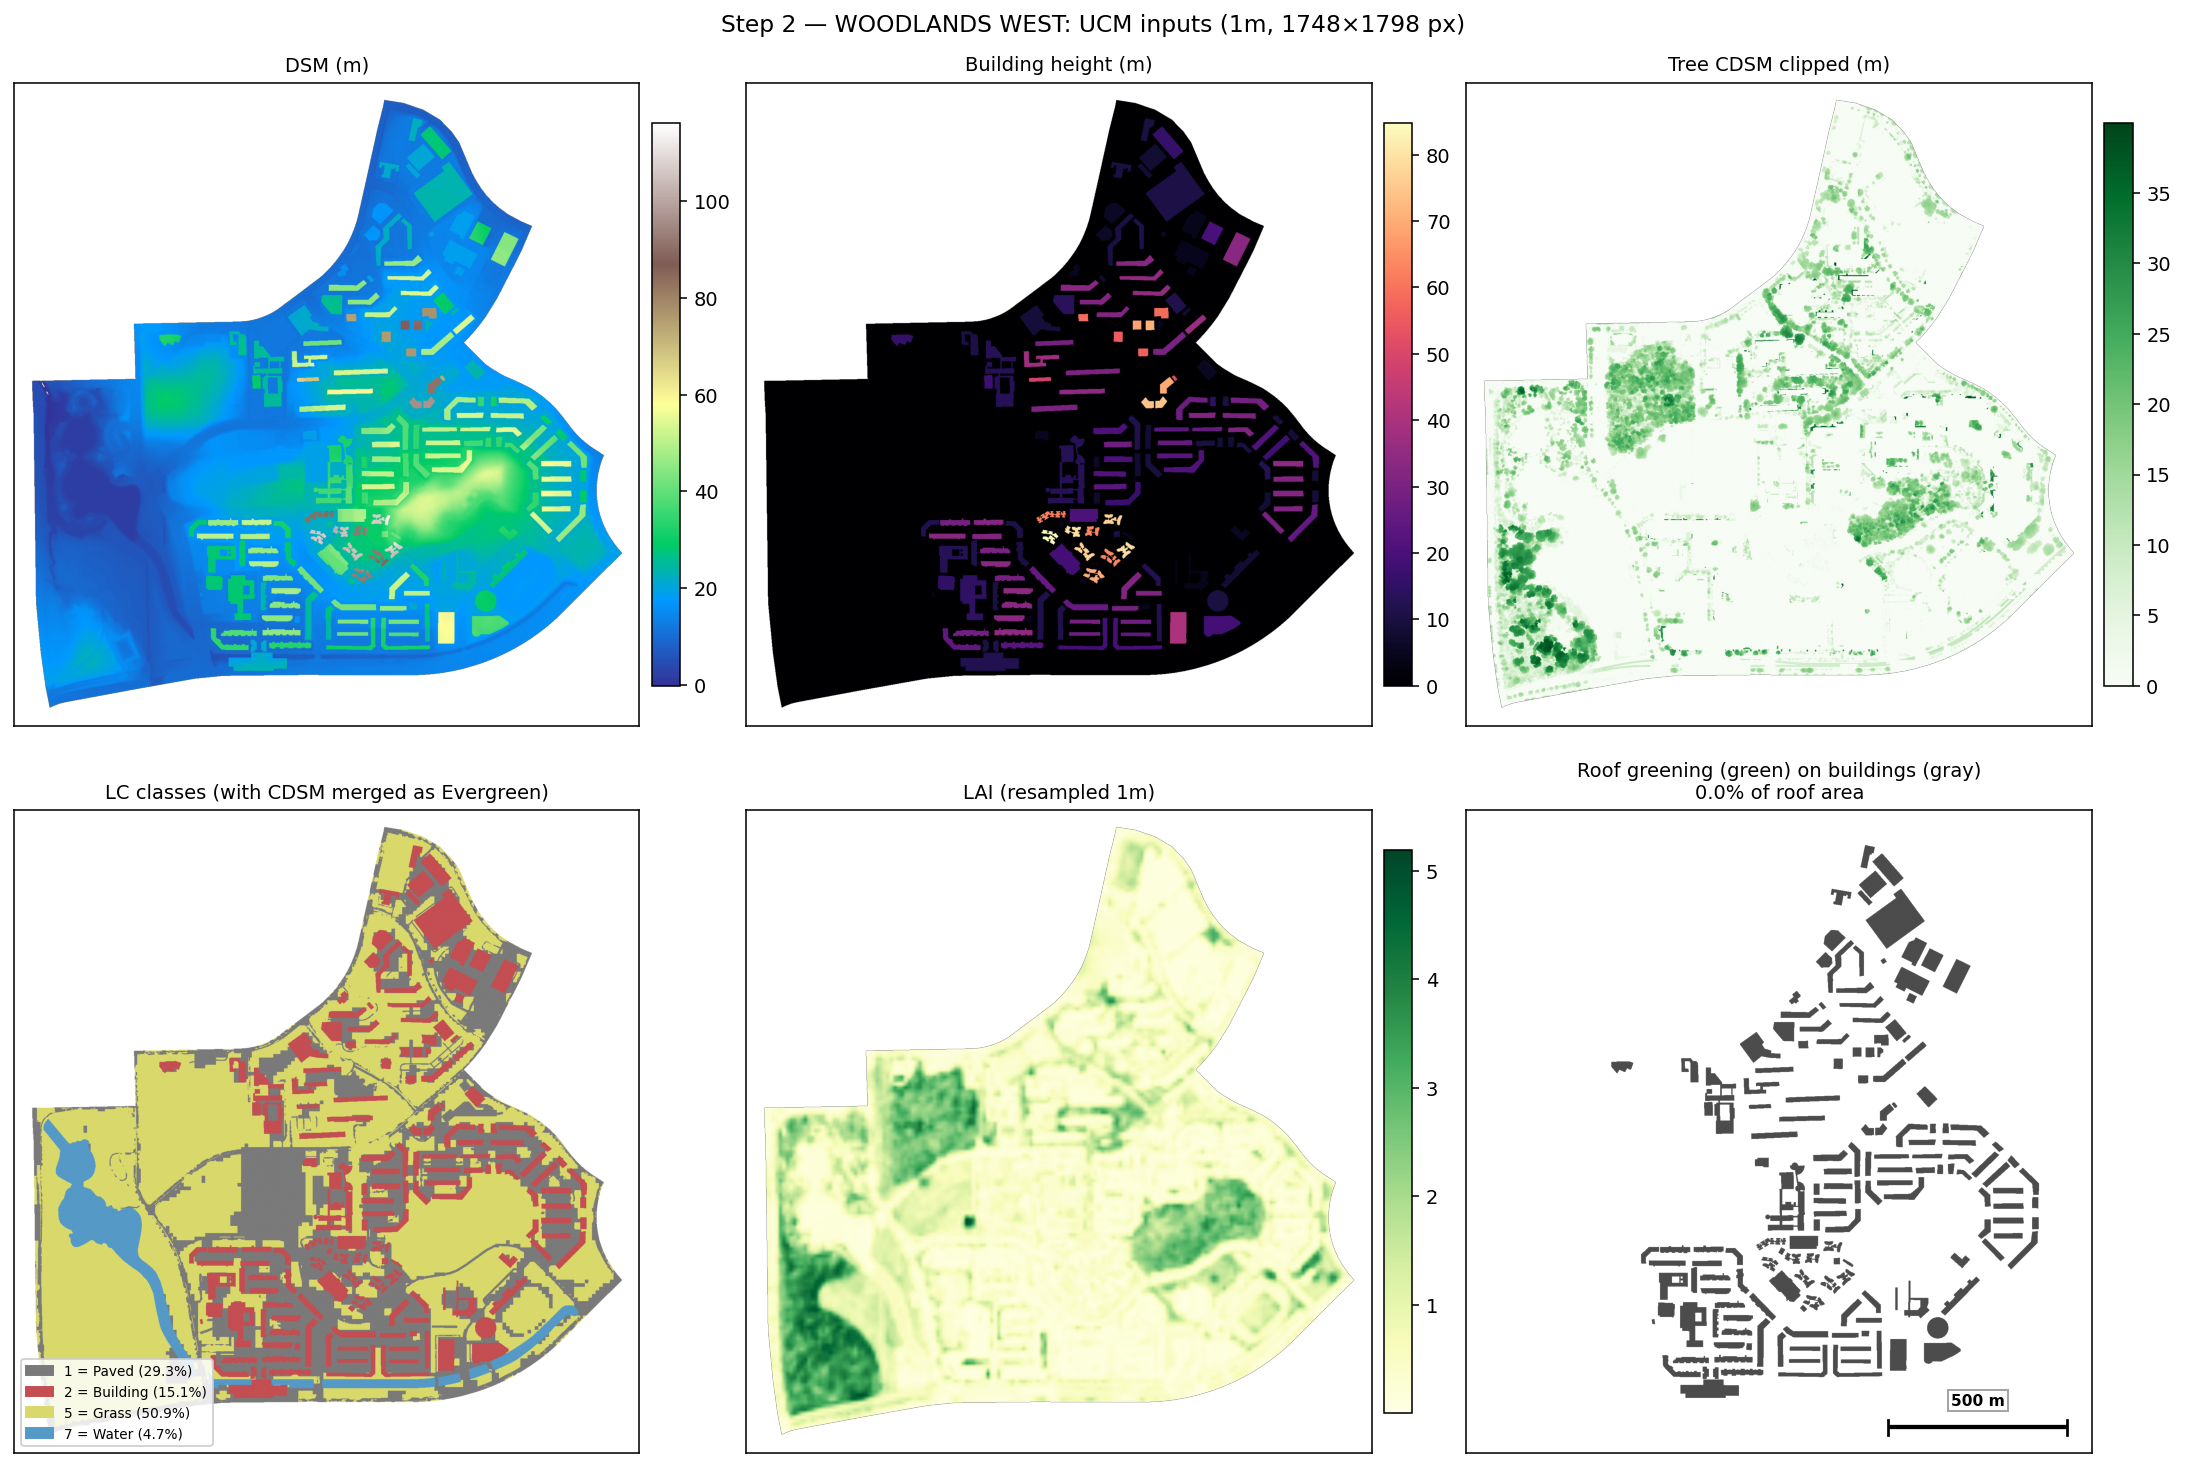 Step 2 — WOODLANDS WEST: UCM inputs (1m, 1748×1798 px)
DSM (m)
100
80
60
40
20
0
Building height (m)
80
70
60
50
40
30
20
10
0
Tree CDSM clipped (m)
35
30
25
20
15
10
5
0
LC classes (with CDSM merged as Evergreen)
1 = Paved (29.3%)
2 = Building (15.1%)
5 = Grass (50.9%)
7 = Water (4.7%)
LAI (resampled 1m)
5
4
3
2
1
Roof greening (green) on buildings (gray)
0.0% of roof area
500 m